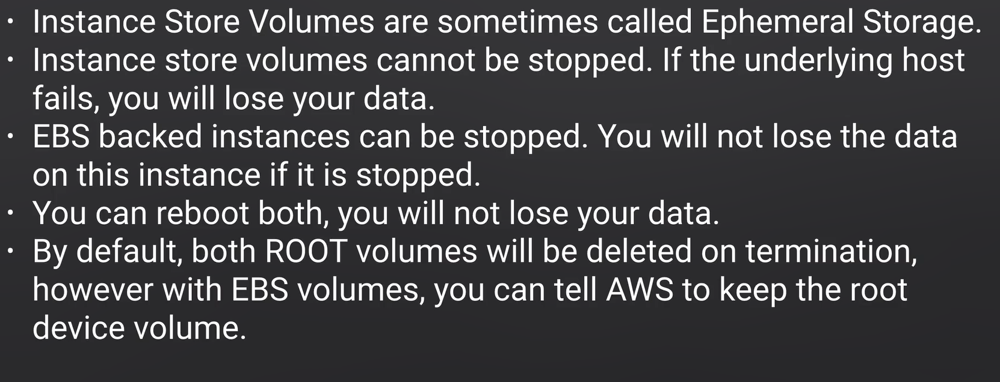 • Instance Store Volumes are sometimes called Ephemeral Storage.
• Instance store volumes cannot be stopped. If the underlying host
fails, you will lose your data.
• EBS backed instances can be stopped. You will not lose the data
on this instance if it is stopped.
• You can reboot both, you will not lose your data.
• By default, both ROOT volumes will be deleted on termination,
however with EBS volumes, you can tell AWS to keep the root
device volume.